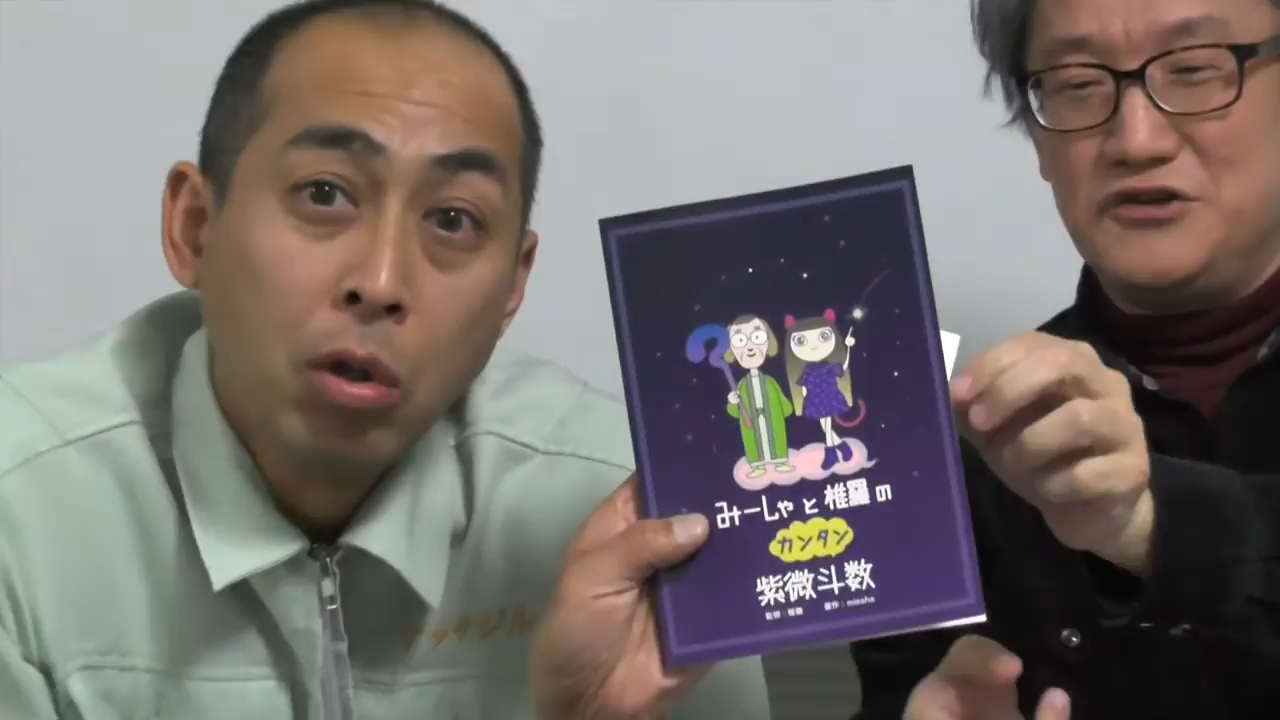 みーしゃと椎羅の
カンタン
紫微斗数
監修：椎羅 著作：miesha